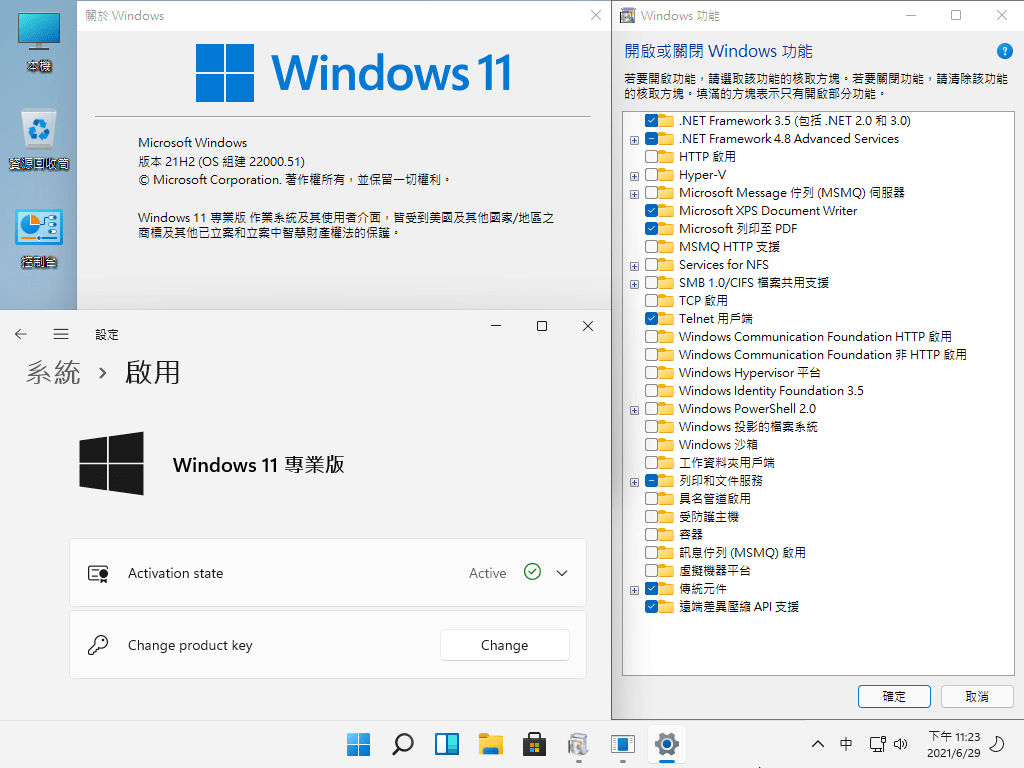 本機
資源回收筒
控制台
關於 Windows
Windows 11
Microsoft Windows
版本 21H2 (OS 組建 22000.51)
© Microsoft Corporation. 著作權所有，並保留一切權利。
Windows 11 專業版 作業系統及其使用者介面，皆受到美國及其他國家/地區之
商標及其他已立案和立案中智慧財產權法的保護。
設定
系統 › 啟用
Windows 11 專業版
Activation state
Active
Change product key
Change
Windows 功能
開啟或關閉 Windows 功能
若要開啟功能，請選取該功能的核取方塊。若要關閉功能，請清除該功能
的核取方塊。填滿的方塊表示只有開啟部分功能。
.NET Framework 3.5 (包括 .NET 2.0 和 3.0)
.NET Framework 4.8 Advanced Services
HTTP 啟用
Hyper-V
Microsoft Message 佇列 (MSMQ) 伺服器
Microsoft XPS Document Writer
Microsoft 列印至 PDF
MSMQ HTTP 支援
Services for NFS
SMB 1.0/CIFS 檔案共用支援
TCP 啟用
Telnet 用戶端
Windows Communication Foundation HTTP 啟用
Windows Communication Foundation 非 HTTP 啟用
Windows Hypervisor 平台
Windows Identity Foundation 3.5
Windows PowerShell 2.0
Windows 投影的檔案系統
Windows 沙箱
工作資料夾用戶端
列印和文件服務
具名管道啟用
受防護主機
容器
訊息佇列 (MSMQ) 啟用
虛擬機器平台
傳統元件
遠端差異壓縮 API 支援
確定
取消
中
下午 11:23
2021/6/29